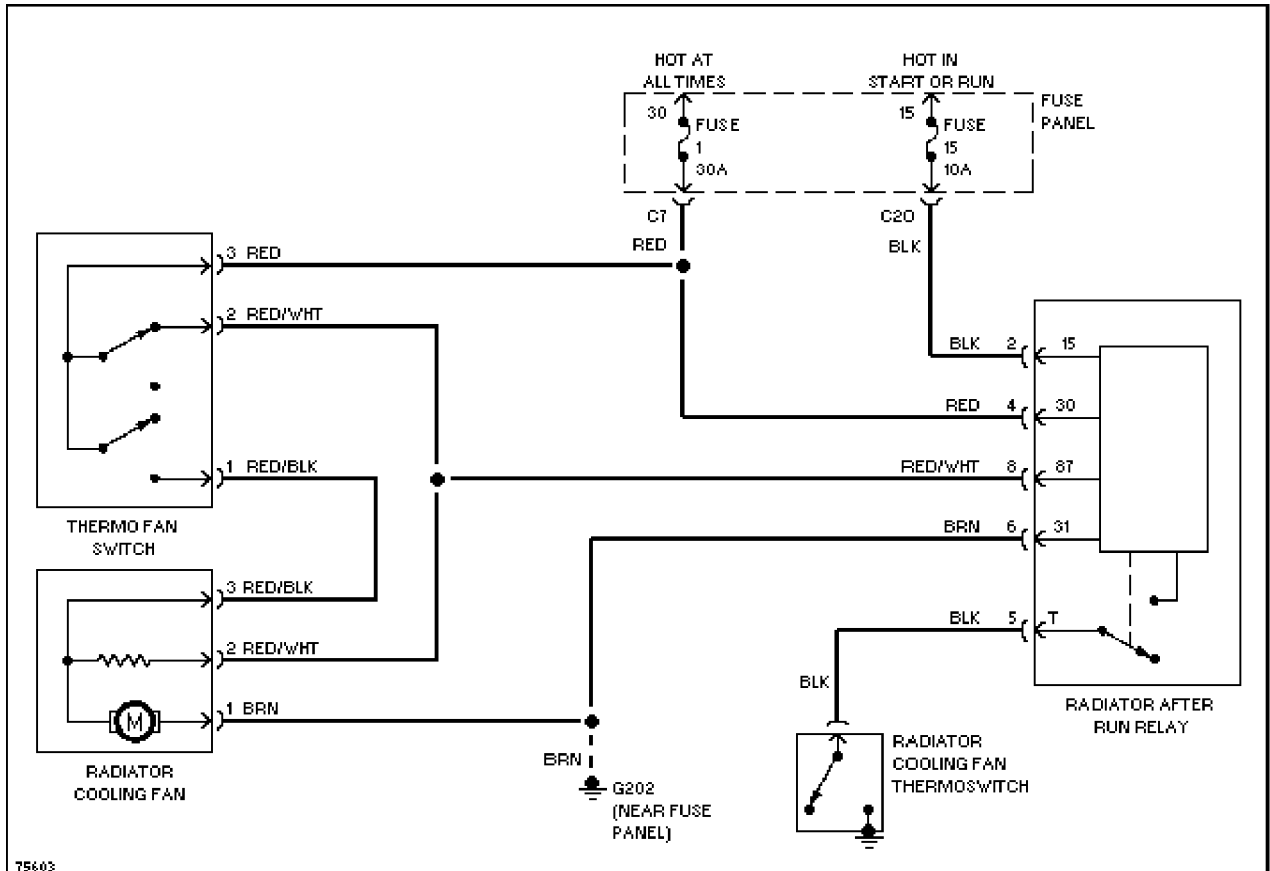 HOT AT
ALL TIMES
HOT IN
START OR RUN
30
FUSE
1
30A
15
FUSE
15
10A
FUSE
PANEL
C7
RED
C20
BLK
3 RED
2 RED/WHT
1 RED/BLK
THERMO FAN
SWITCH
BLK 2 15
RED 4 30
RED/WHT 8 87
BRN 6 31
BLK 5 T
RADIATOR AFTER
RUN RELAY
3 RED/BLK
2 RED/WHT
M
1 BRN
RADIATOR
COOLING FAN
BRN
G202
(NEAR FUSE
PANEL)
BLK
RADIATOR
COOLING FAN
THERMOSWITCH
75603